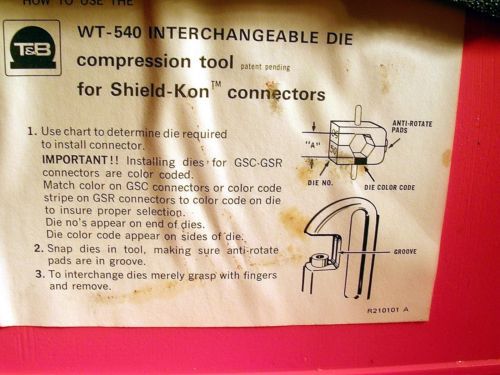 HOW TO USE THE
T&B
WT-540 INTERCHANGEABLE DIE
compression tool patent pending
for Shield-Kon™ connectors
1. Use chart to determine die required
to install connector.
IMPORTANT!! Installing dies for GSC-GSR
connectors are color coded.
Match color on GSC connectors or color code
stripe on GSR connectors to color code on die
to insure proper selection.
Die no's appear on end of dies.
Die color code appear on sides of die.
2. Snap dies in tool, making sure anti-rotate
pads are in groove.
3. To interchange dies merely grasp with fingers
and remove.
ANTI-ROTATE
PADS
"A"
DIE NO.
DIE COLOR CODE
GROOVE
R210101 A